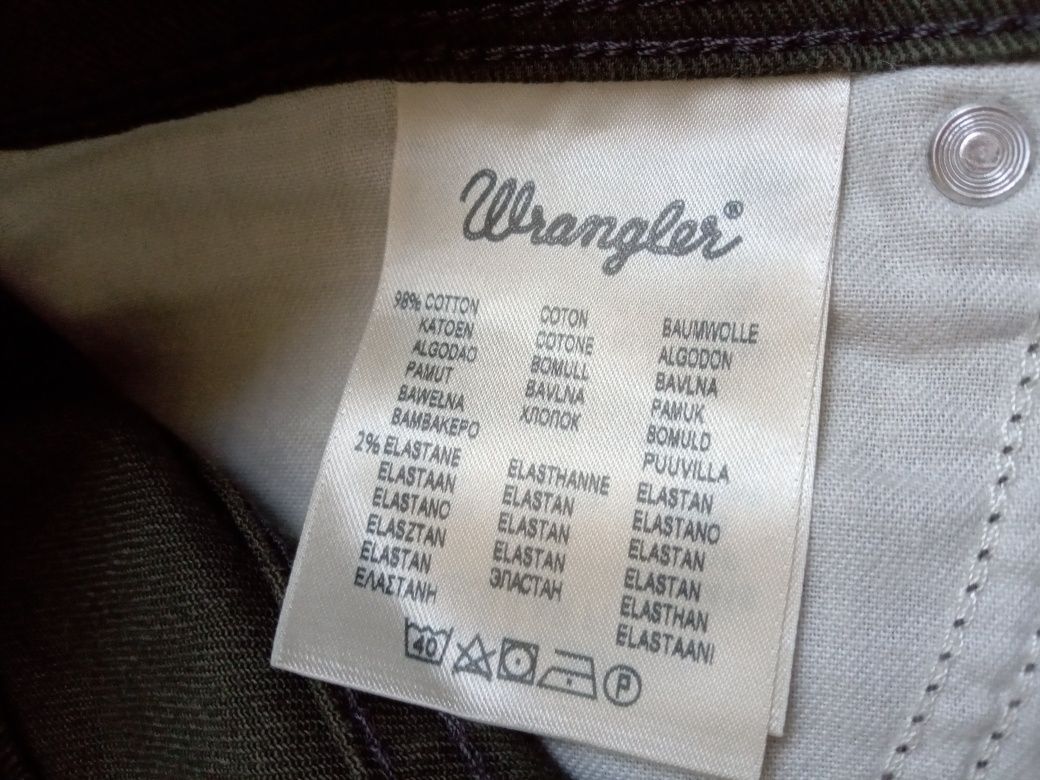 Wrangler®
98% COTTON COTON BAUMWOLLE
KATOEN COTONE ALGODON
ALGODAO BOMULL BAVLNA
PAMUT BAVLNA PAMUK
BAWEŁNA ХЛОПОК BOMULD
ΒΑΜΒΑΚΕΡΟ PUUVILLA
2% ELASTANE ELASTHANNE ELASTAN
ELASTAAN ELASTAN ELASTANO
ELASTANO ELASTAN ELASTAN
ELASZTAN ELASTAN ELASTAN
ELASTAN ЭЛАСТАН ELASTHAN
ΕΛΑΣΤΑΝΗ ELASTAANI
40 P